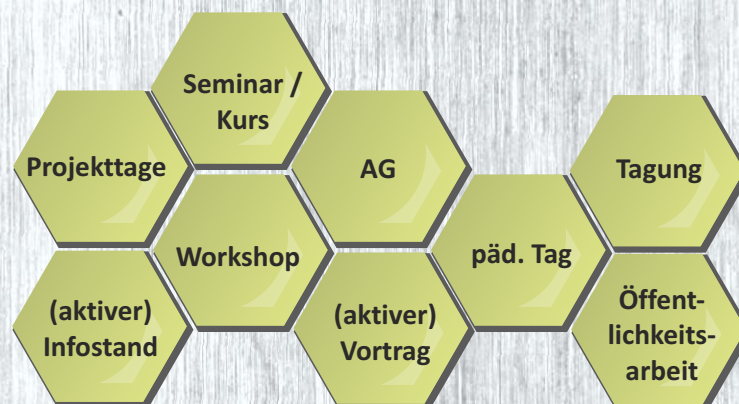 Seminar /
Kurs
Projekttage
AG
Tagung
Workshop
päd. Tag
(aktiver)
Infostand
(aktiver)
Vortrag
Öffent-
lichkeits-
arbeit